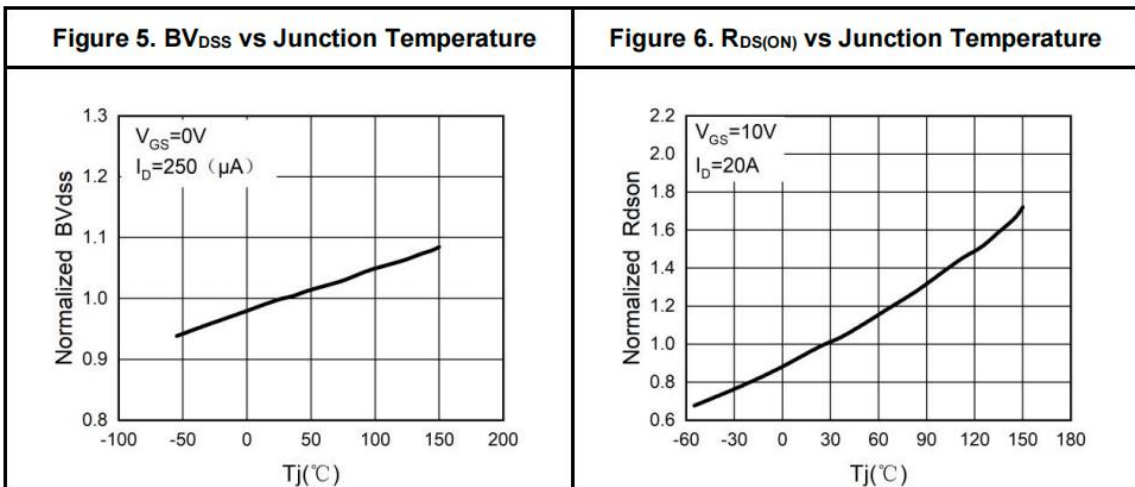 Figure 5. BVDSS vs Junction Temperature
Figure 6. RDS(ON) vs Junction Temperature
1.3
1.2
1.1
1.0
0.9
0.8
Normalized BVdss
VGS=0V
ID=250（μA）
-100 -50 0 50 100 150 200
Tj(℃)
2.2
2.0
1.8
1.6
1.4
1.2
1.0
0.8
0.6
Normalized Rdson
VGS=10V
ID=20A
-60 -30 0 30 60 90 120 150 180
Tj(℃)